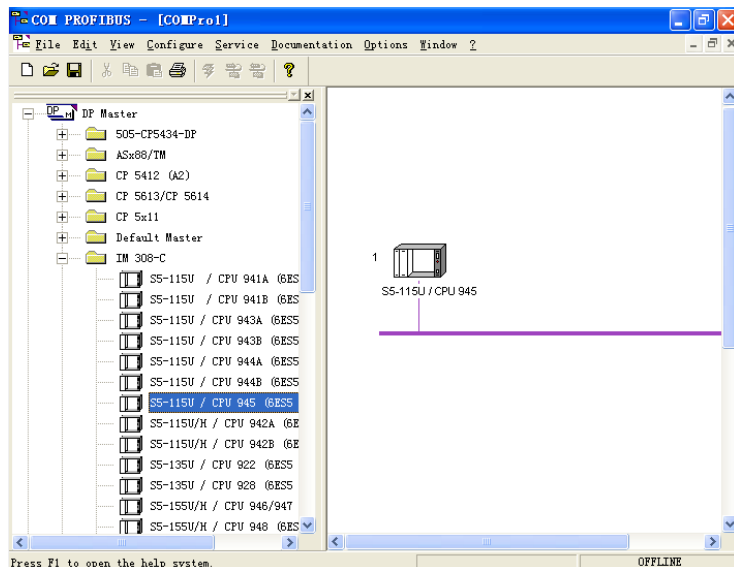 COM PROFIBUS - [COMPro1]
File Edit View Configure Service Documentation Options Window ?
DP Master
505-CP5434-DP
ASx88/TM
CP 5412 (A2)
CP 5613/CP 5614
CP 5x11
Default Master
IM 308-C
S5-115U / CPU 941A (6ES
S5-115U / CPU 941B (6ES
S5-115U / CPU 943A (6ES5
S5-115U / CPU 943B (6ES5
S5-115U / CPU 944A (6ES5
S5-115U / CPU 944B (6ES5
S5-115U / CPU 945 (6ES5
S5-115U/H / CPU 942A (6E
S5-115U/H / CPU 942B (6E
S5-135U / CPU 922 (6ES5
S5-135U / CPU 928 (6ES5
S5-155U/H / CPU 946/947
S5-155U/H / CPU 948 (6ES
1
S5-115U / CPU 945
Press F1 to open the help system.
OFFLINE